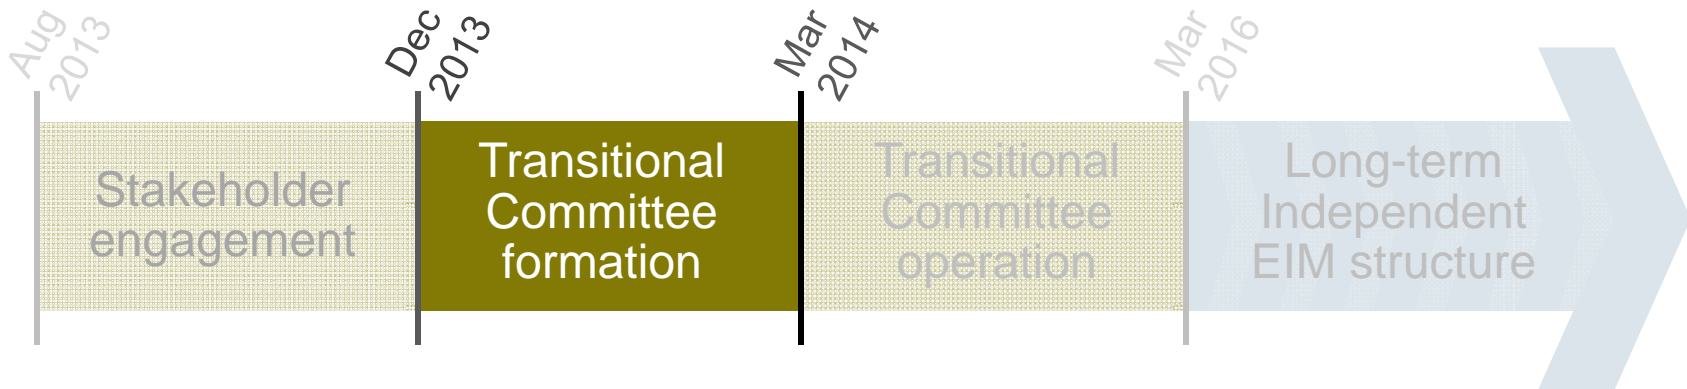 Aug
2013
Dec
2013
Mar
2014
Mar
2016
Stakeholder
engagement
Transitional
Committee
formation
Transitional
Committee
operation
Long-term
Independent
EIM structure